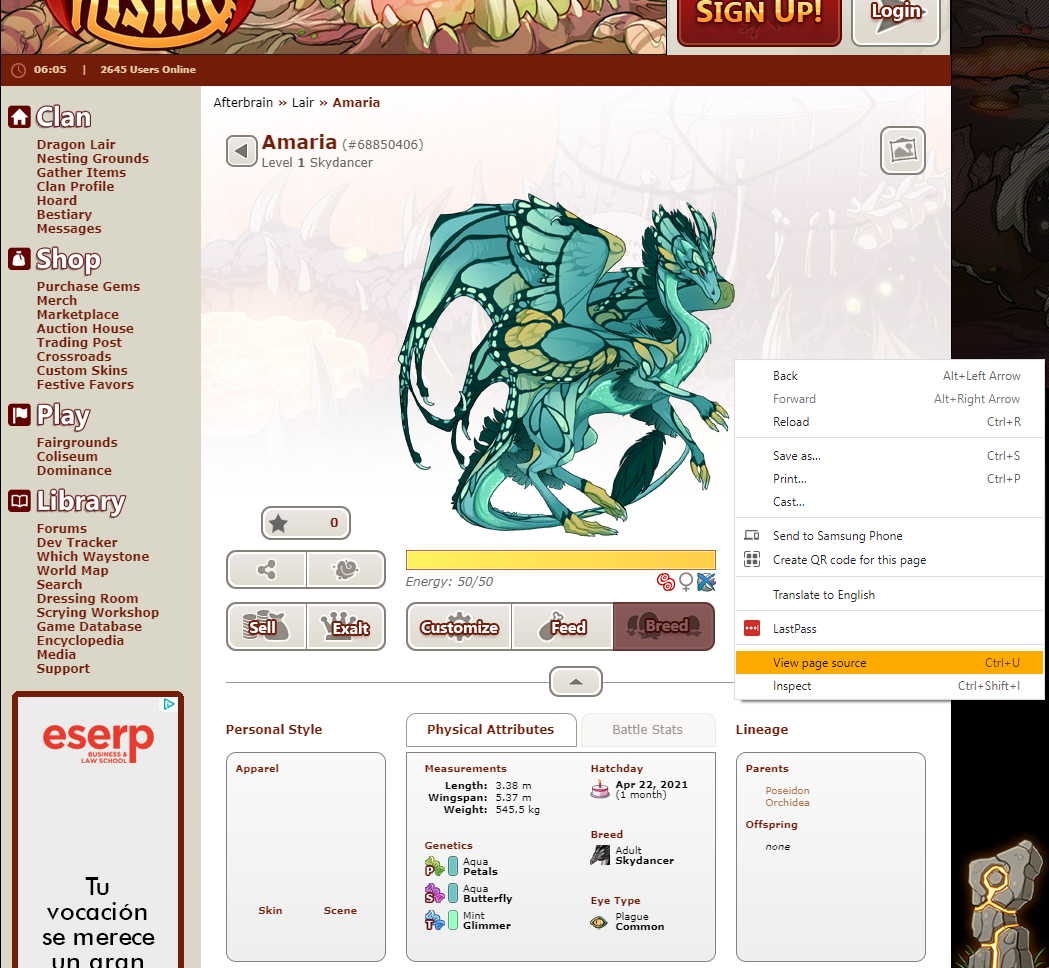 SIGN UP!
Login
06:05 | 2645 Users Online
Clan
Dragon Lair
Nesting Grounds
Gather Items
Clan Profile
Hoard
Bestiary
Messages
Shop
Purchase Gems
Merch
Marketplace
Auction House
Trading Post
Crossroads
Custom Skins
Festive Favors
Play
Fairgrounds
Coliseum
Dominance
Library
Forums
Dev Tracker
Which Waystone
World Map
Search
Dressing Room
Scrying Workshop
Game Database
Encyclopedia
Media
Support
eserp
BUSINESS &
LAW SCHOOL
Tu
vocación
se merece
un gran
Afterbrain » Lair » Amaria
Amaria (#68850406)
Level 1 Skydancer
0
Energy: 50/50
Sell
Exalt
Customize
Feed
Breed
Back Alt+Left Arrow
Forward Alt+Right Arrow
Reload Ctrl+R
Save as... Ctrl+S
Print... Ctrl+P
Cast...
Send to Samsung Phone
Create QR code for this page
Translate to English
LastPass
View page source Ctrl+U
Inspect Ctrl+Shift+I
Personal Style
Apparel
Skin
Scene
Physical Attributes
Battle Stats
Measurements
Length: 3.38 m
Wingspan: 5.37 m
Weight: 545.5 kg
Genetics
P
Aqua
Petals
S
Aqua
Butterfly
T
Mint
Glimmer
Hatchday
Apr 22, 2021
(1 month)
Breed
Adult
Skydancer
Eye Type
Plague
Common
Lineage
Parents
Poseidon
Orchidea
Offspring
none